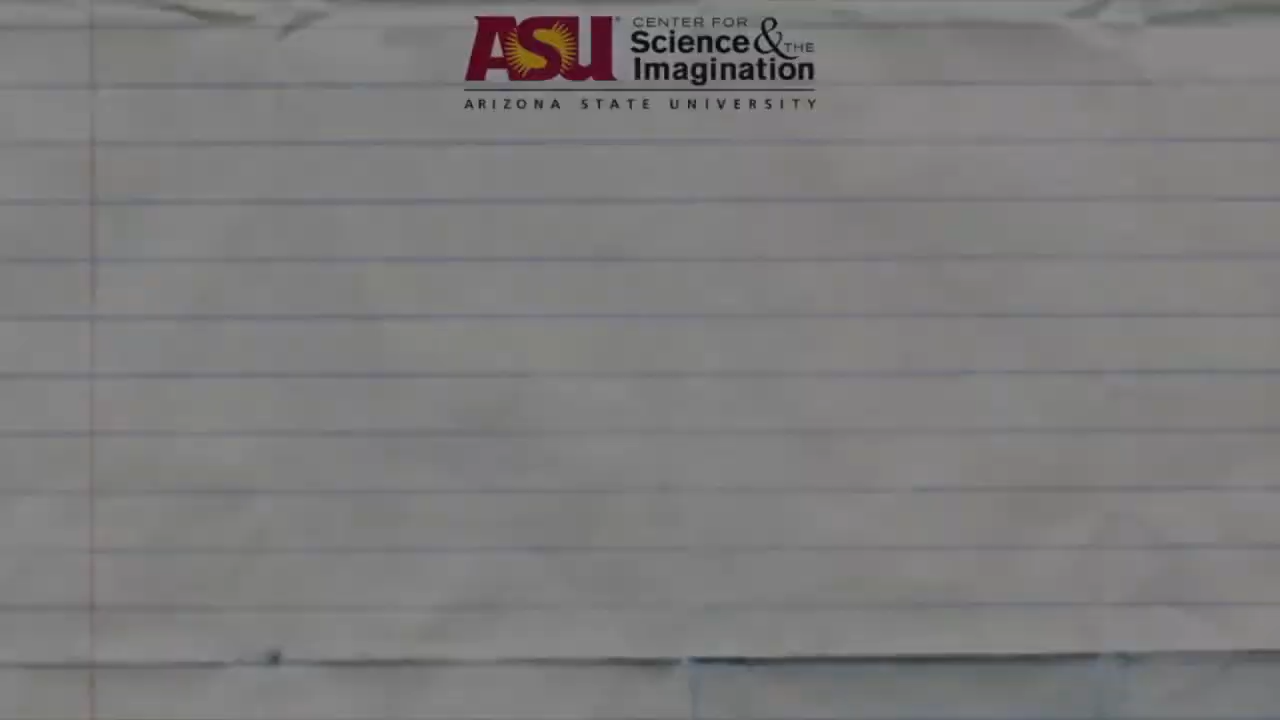 ASU®
CENTER FOR
Science & THE
Imagination
ARIZONA STATE UNIVERSITY